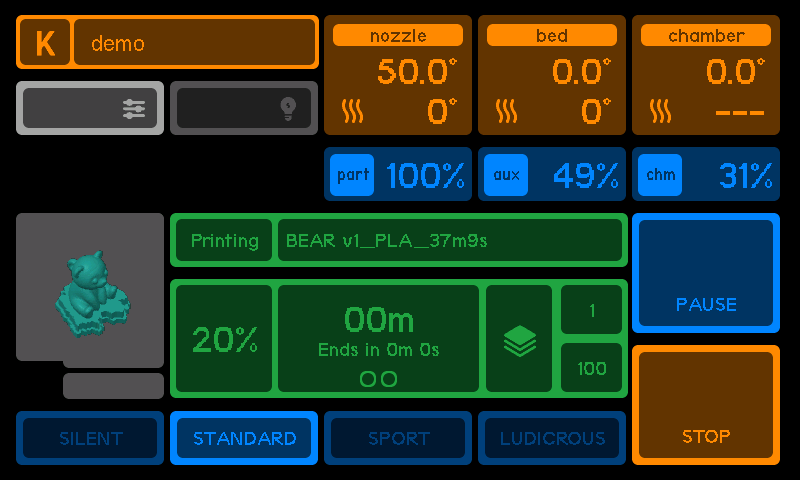 K demo
nozzle
50.0°
0°
bed
0.0°
0°
chamber
0.0°
---
part 100%
aux 49%
chm 31%
Printing
BEAR v1_PLA_37m9s
20%
00m
Ends in 0m 0s
00
1
100
PAUSE
STOP
SILENT
STANDARD
SPORT
LUDICROUS